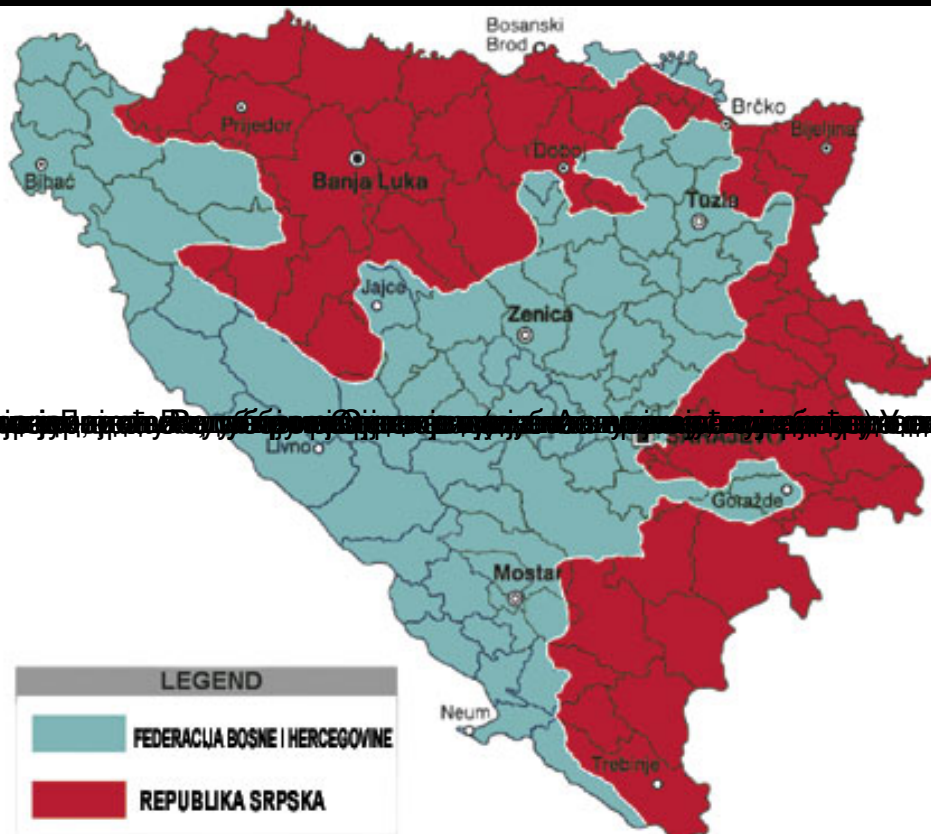 Bosanski
Brod
Brčko
Prijedor
Bijeljina
Doboj
Bihać
Banja Luka
Tuzla
Jajce
Zenica
SARAJEVO
Livno
Goražde
Mostar
LEGEND
Neum
FEDERACIJA BOSNE I HERCEGOVINE
Trebinje
REPUBLIKA SRPSKA